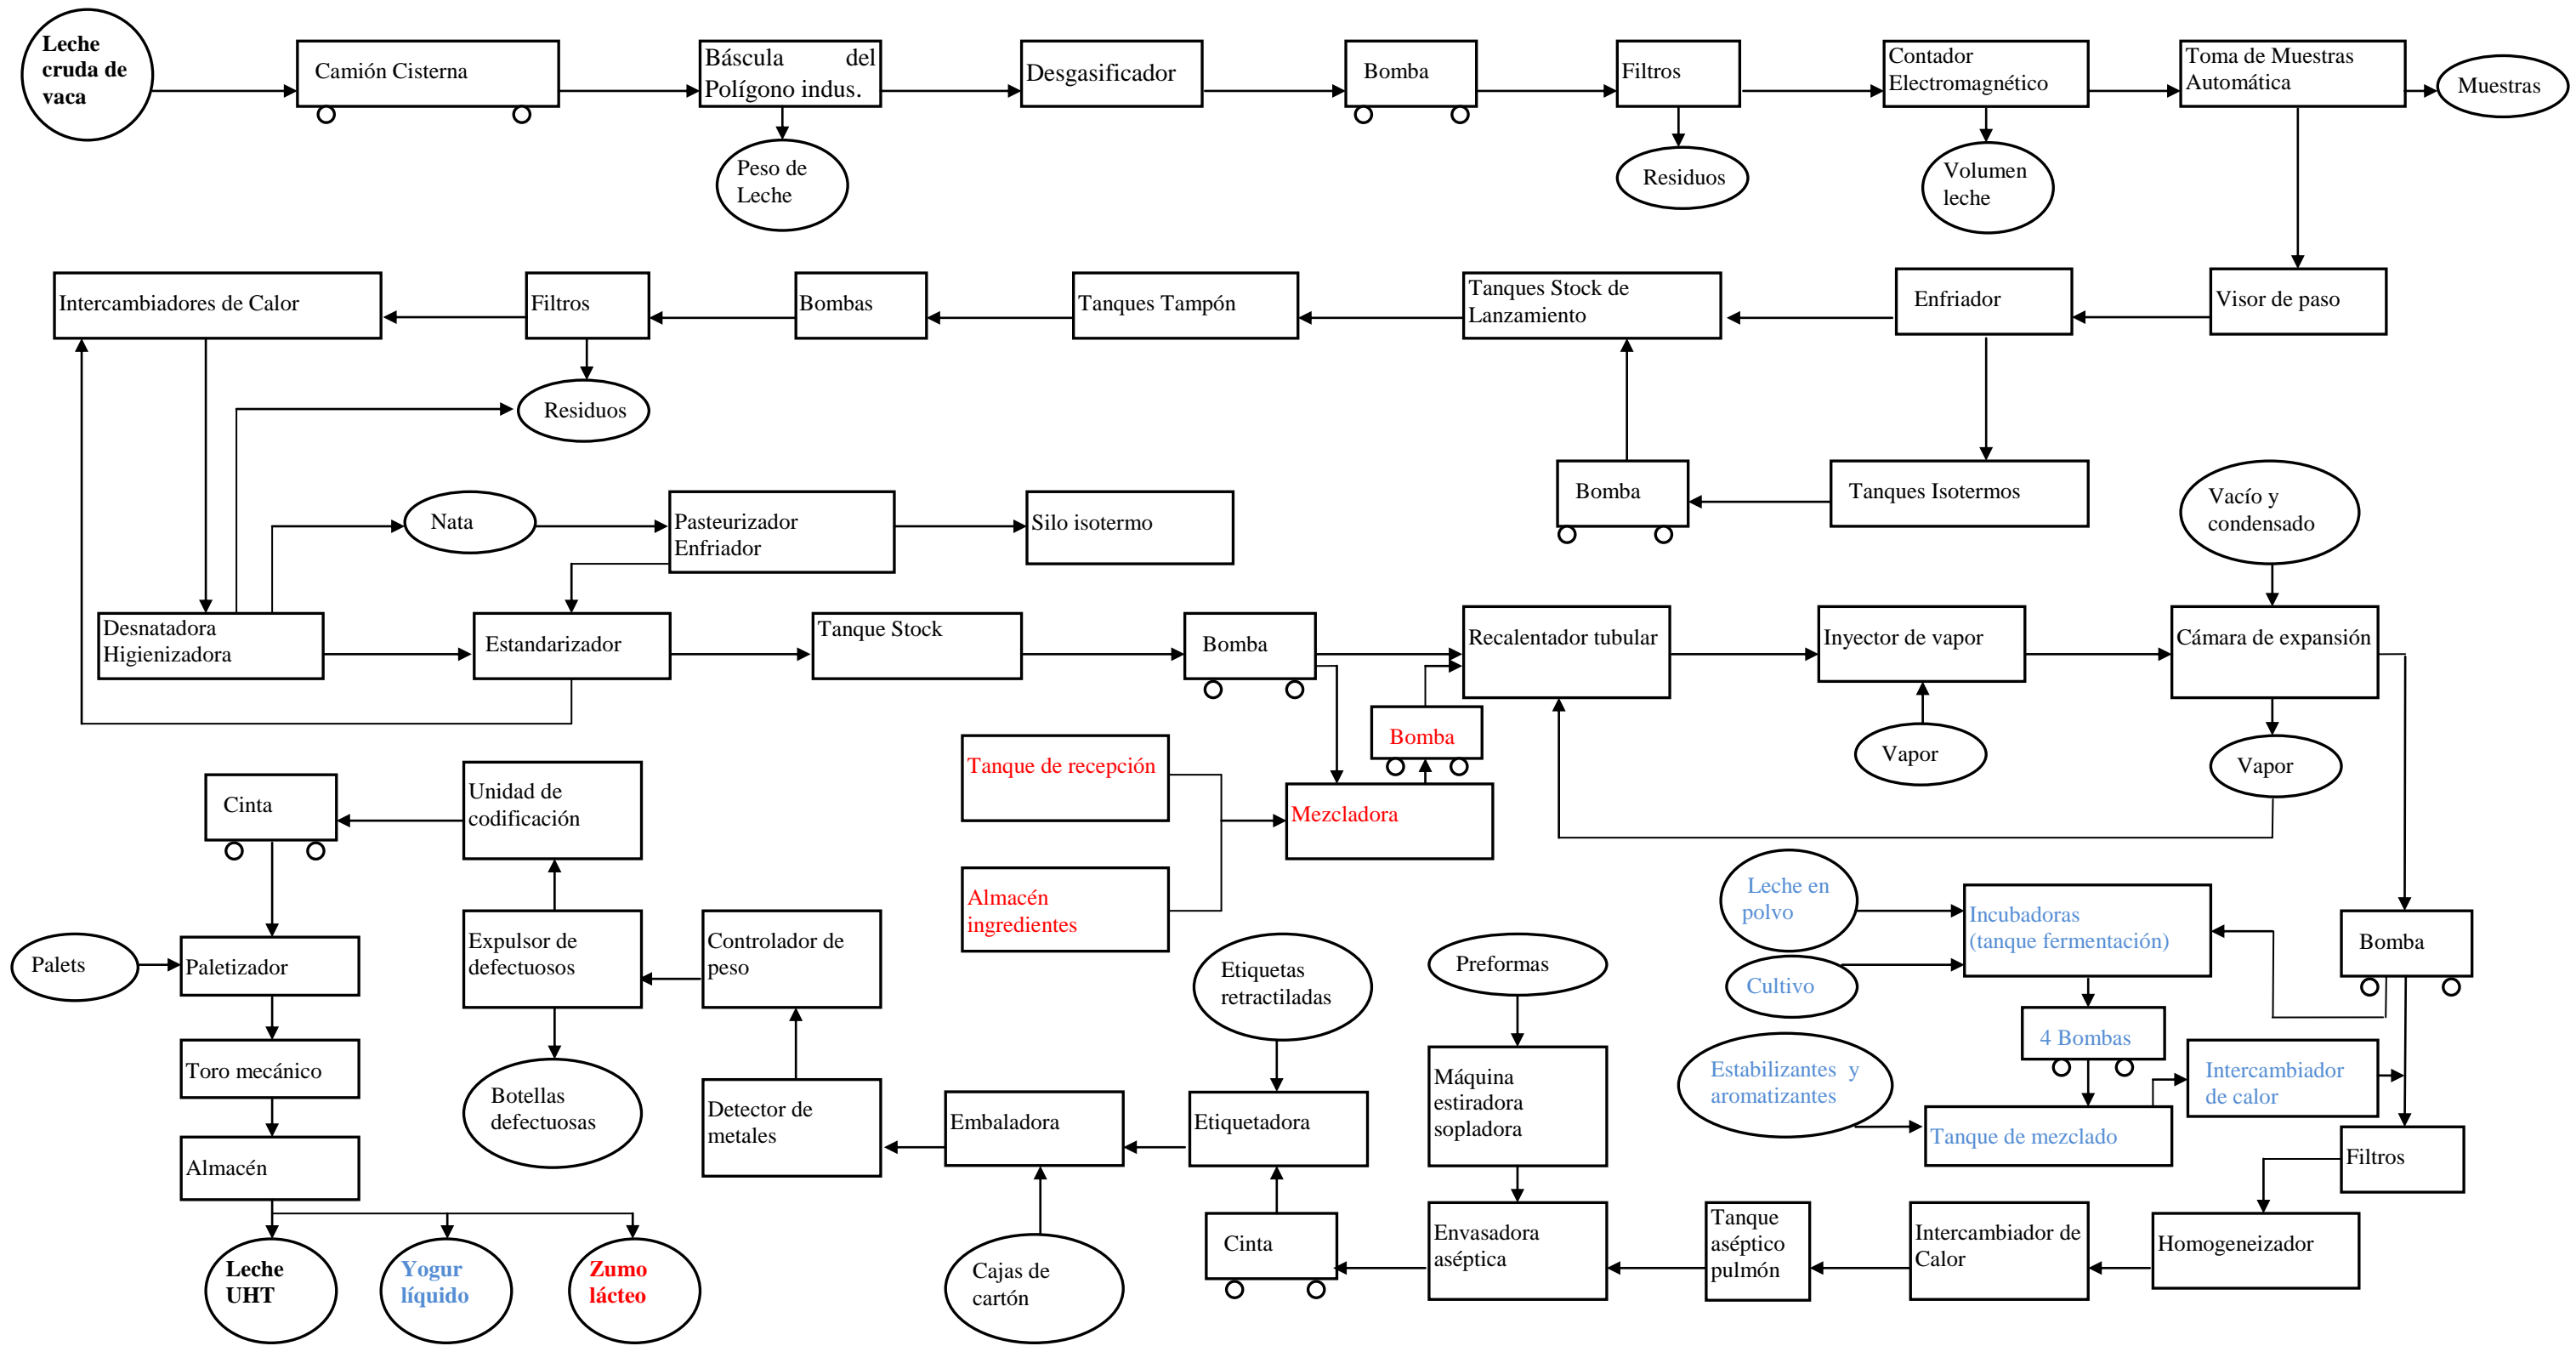 Leche
cruda de
vaca
Camión Cisterna
Báscula del
Polígono indus.
Desgasificador
Bomba
Filtros
Contador
Electromagnético
Toma de Muestras
Automática
Muestras
Peso de
Leche
Residuos
Volumen
leche
Intercambiadores de Calor
Filtros
Bombas
Tanques Tampón
Tanques Stock de
Lanzamiento
Enfriador
Visor de paso
Residuos
Nata
Pasteurizador
Enfriador
Silo isotermo
Bomba
Tanques Isotermos
Vacío y
condensado
Desnatadora
Higienizadora
Estandarizador
Tanque Stock
Bomba
Recalentador tubular
Inyector de vapor
Cámara de expansión
Bomba
Vapor
Vapor
Tanque de recepción
Mezcladora
Almacén
ingredientes
Cinta
Unidad de
codificación
Leche en
polvo
Incubadoras
(tanque fermentación)
Bomba
Cultivo
Palets
Paletizador
Expulsor de
defectuosos
Controlador de
peso
Etiquetas
retractiladas
Preformas
4 Bombas
Estabilizantes y
aromatizantes
Intercambiador
de calor
Tanque de mezclado
Toro mecánico
Botellas
defectuosas
Detector de
metales
Embaladora
Etiquetadora
Máquina
estiradora
sopladora
Filtros
Almacén
Leche
UHT
Yogur
líquido
Zumo
lácteo
Cajas de
cartón
Cinta
Envasadora
aséptica
Tanque
aséptico
pulmón
Intercambiador de
Calor
Homogeneizador